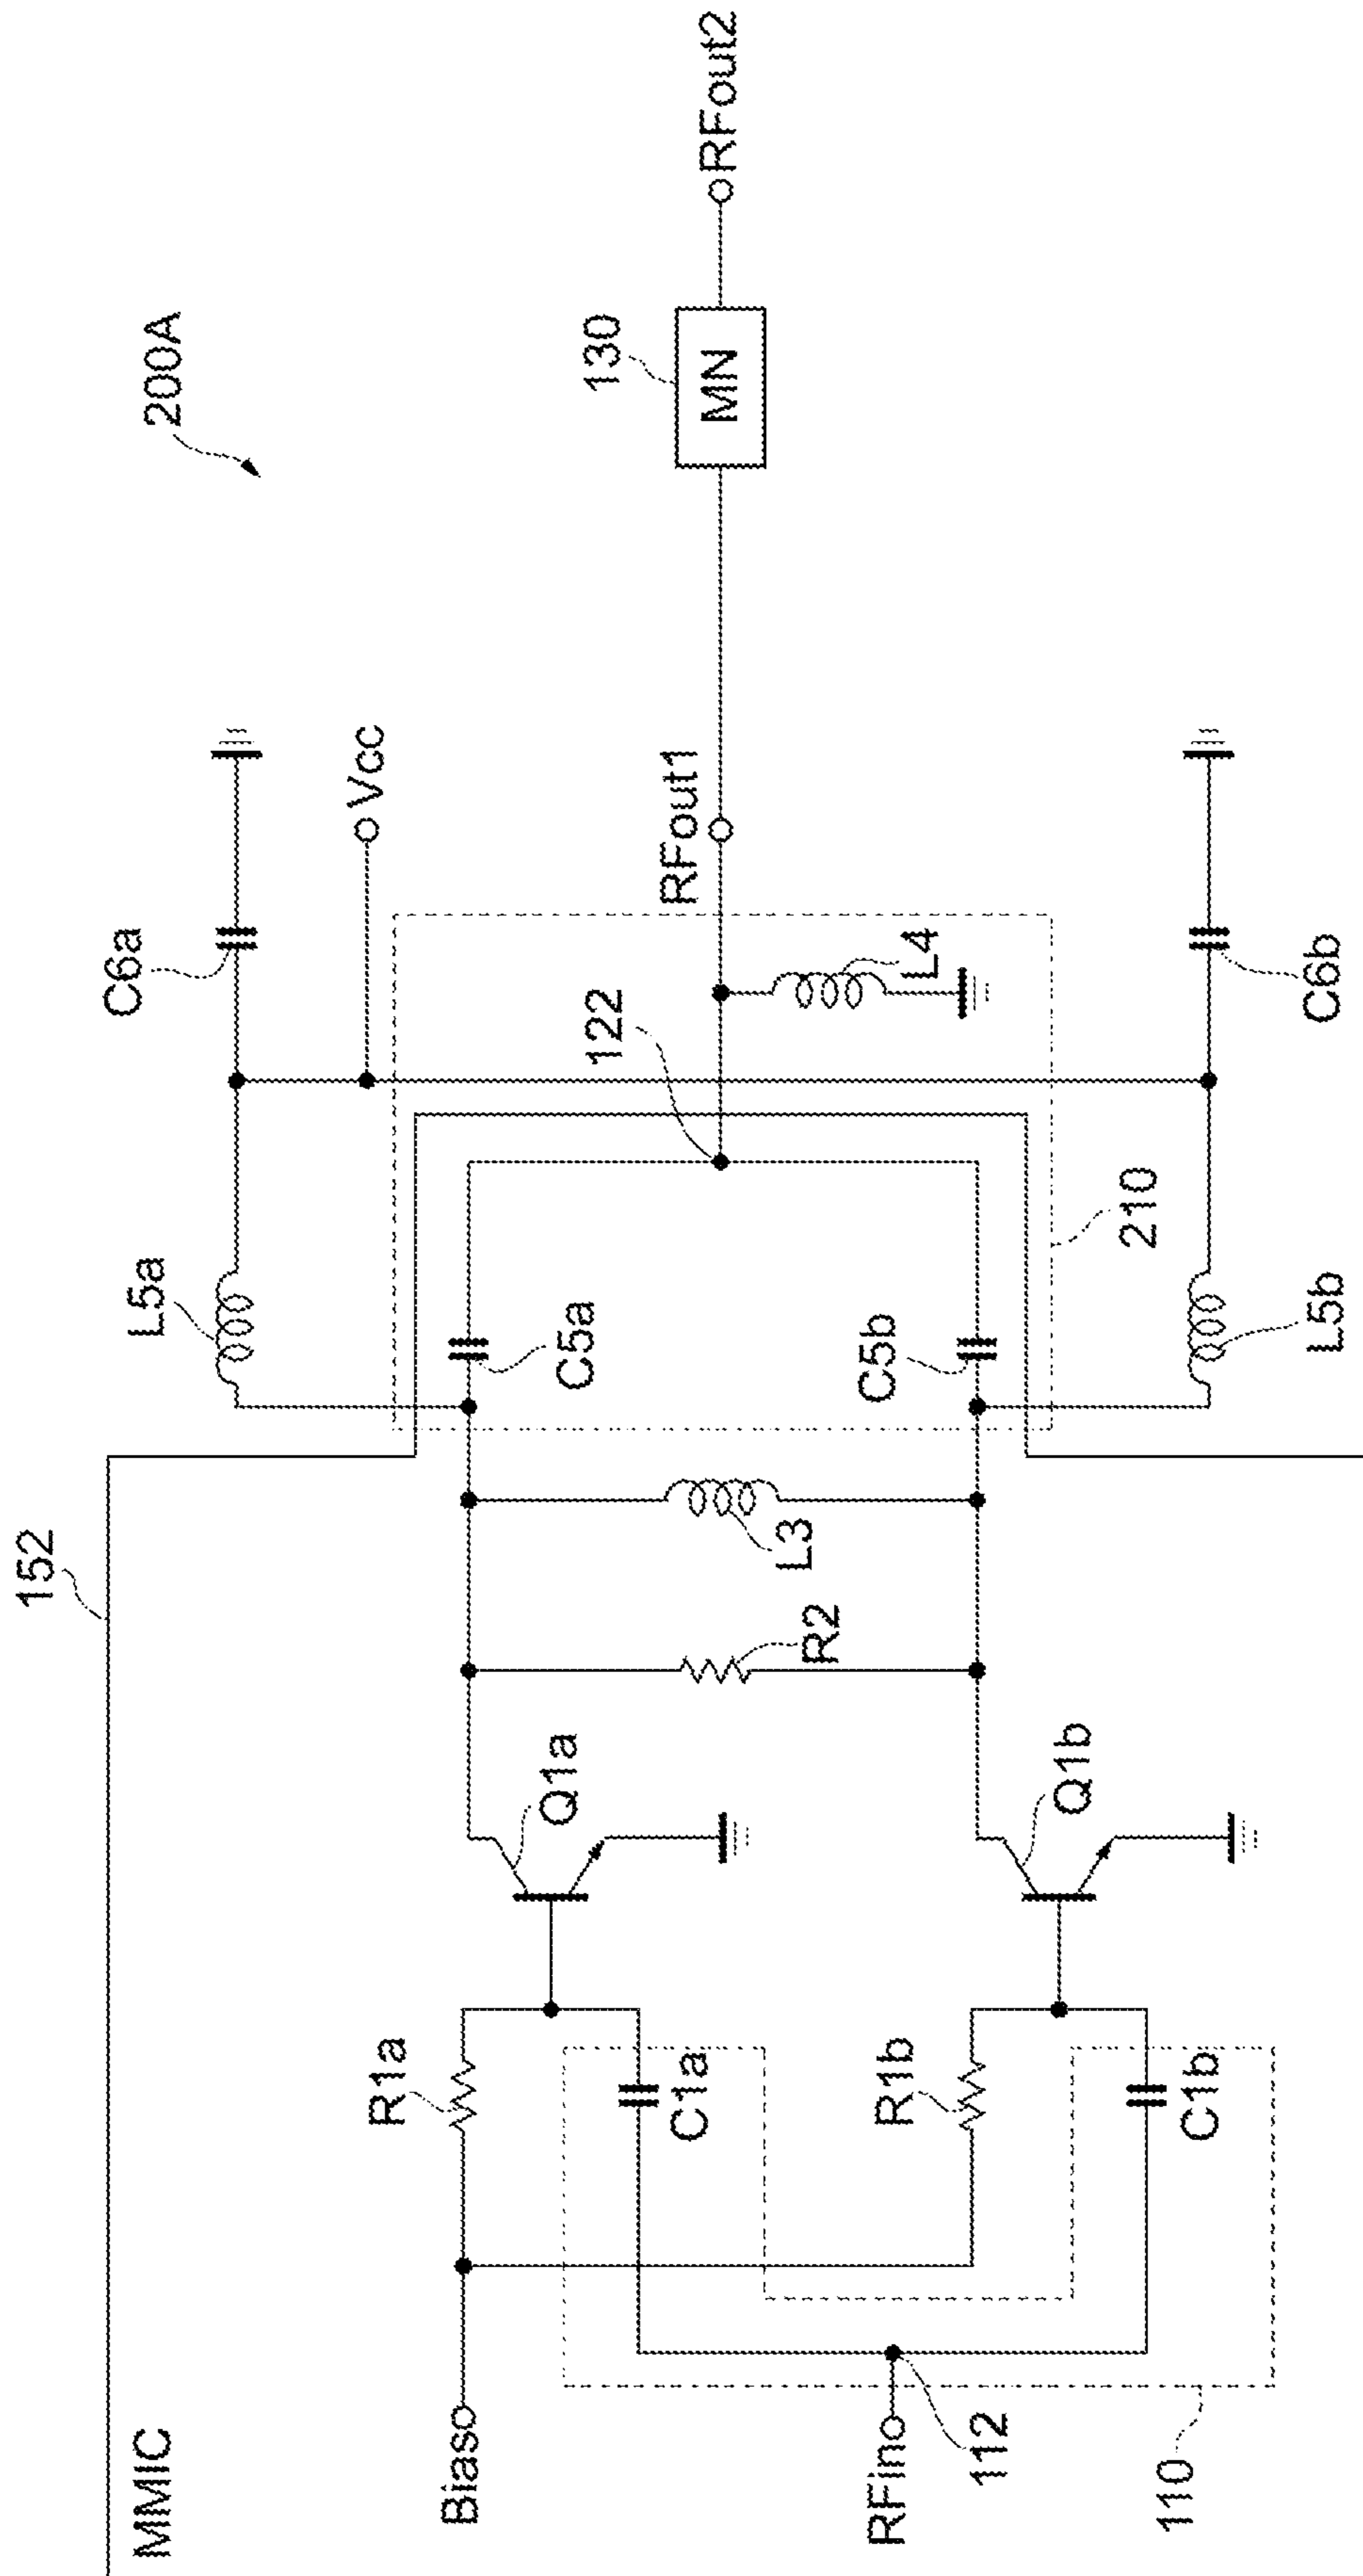 200A
152
MMIC
C6a
L5a
Vcc
130
MN
RFout1
RFout2
122
L4
C5a
C5b
L3
R2
Q1a
Q1b
R1a
Bias
C1a
R1b
RFin
112
C1b
110
210
L5b
C6b